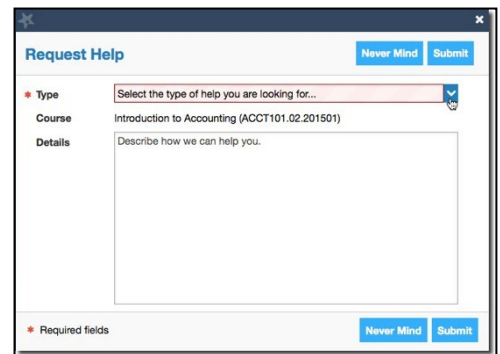 Request Help
Never Mind Submit
* Type Select the type of help you are looking for...
Course Introduction to Accounting (ACCT101.02.201501)
Details Describe how we can help you.
* Required fields Never Mind Submit